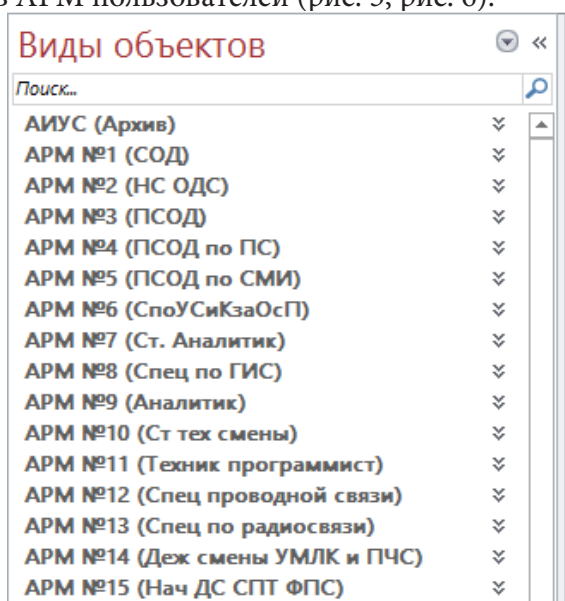 в АРМ пользователей (рис. 5, рис. 6).
Виды объектов
Поиск...
АИУС (Архив)
АРМ №1 (СОД)
АРМ №2 (НС ОДС)
АРМ №3 (ПСОД)
АРМ №4 (ПСОД по ПС)
АРМ №5 (ПСОД по СМИ)
АРМ №6 (СпоУСиКзаОсП)
АРМ №7 (Ст. Аналитик)
АРМ №8 (Спец по ГИС)
АРМ №9 (Аналитик)
АРМ №10 (Ст тех смены)
АРМ №11 (Техник программист)
АРМ №12 (Спец проводной связи)
АРМ №13 (Спец по радиосвязи)
АРМ №14 (Деж смены УМЛК и ПЧС)
АРМ №15 (Нач ДС СПТ ФПС)